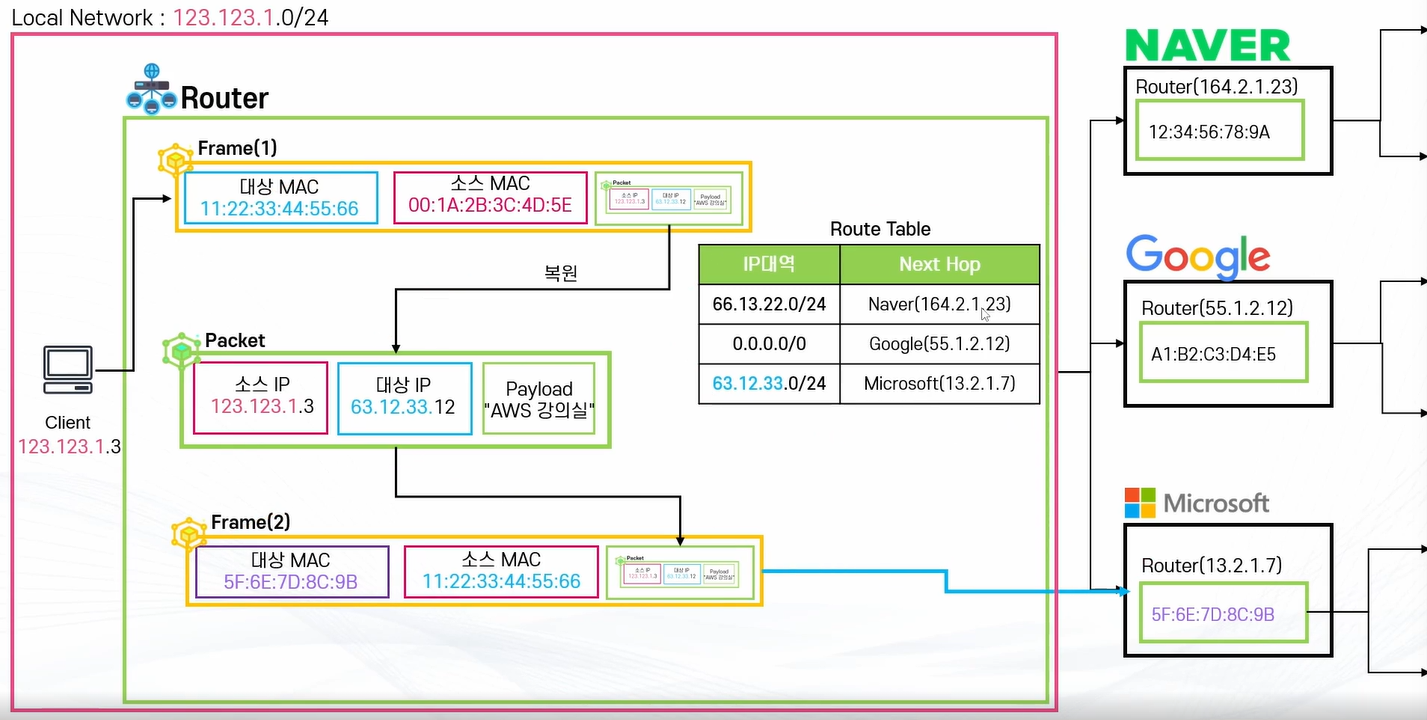 Local Network : 123.123.1.0/24
Router
Frame(1)
대상 MAC
11:22:33:44:55:66
소스 MAC
00:1A:2B:3C:4D:5E
Packet
소스 IP
123.123.1.3
대상 IP
63.12.33.12
Payload
"AWS 강의실"
복원
Route Table
IP대역 Next Hop
66.13.22.0/24 Naver(164.2.1.23)
0.0.0.0/0 Google(55.1.2.12)
63.12.33.0/24 Microsoft(13.2.1.7)
Packet
소스 IP
123.123.1.3
대상 IP
63.12.33.12
Payload
"AWS 강의실"
Client
123.123.1.3
Frame(2)
대상 MAC
5F:6E:7D:8C:9B
소스 MAC
11:22:33:44:55:66
Packet
소스 IP
123.123.1.3
대상 IP
63.12.33.12
Payload
"AWS 강의실"
NAVER
Router(164.2.1.23)
12:34:56:78:9A
Google
Router(55.1.2.12)
A1:B2:C3:D4:E5
Microsoft
Router(13.2.1.7)
5F:6E:7D:8C:9B